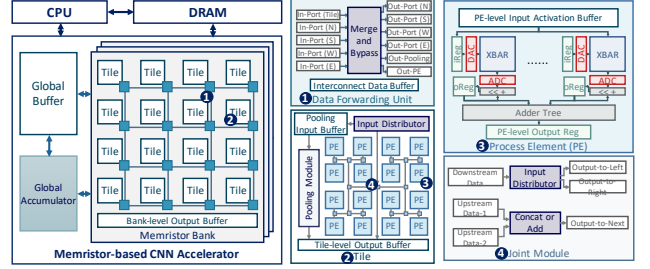 CPU
DRAM
Global
Buffer
Global
Accumulator
Tile Tile Tile Tile
1
2
Tile Tile Tile Tile
Tile Tile Tile Tile
Tile Tile Tile Tile
Bank-level Output Buffer
Memristor Bank
Memristor-based CNN Accelerator
In-Port (Tile)
In-Port (N)
In-Port (S)
In-Port (W)
In-Port (E)
Merge
and
Bypass
Out-Port (N)
Out-Port (S)
Out-Port (W)
Out-Port (E)
Out-Pooling
Out-PE
Interconnect Data Buffer
1 Data Forwarding Unit
Pooling
Input Buffer
Input Distributor
Pooling Module
PE PE PE PE
PE PE PE PE
4
3
PE PE PE PE
PE PE PE PE
Tile-level Output Buffer
2 Tile
PE-level Input Activation Buffer
iReg
DAC
XBAR
......
iReg
DAC
XBAR
oReg
ADC
<< +
oReg
ADC
<< +
Adder Tree
PE-level Output Reg
3 Process Element (PE)
Downstream
Data
Input
Distributor
Output-to-Left
Output-to-
Right
Upstream
Data-1
Upstream
Data-2
Concat or
Add
Output-to-Next
4 Joint Module